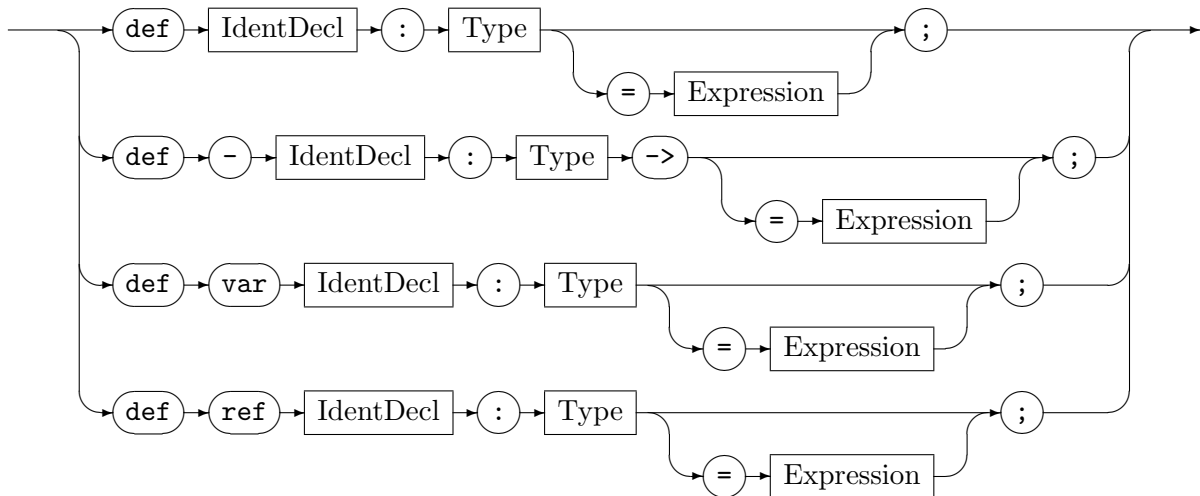 def IdentDecl : Type ;
= Expression
def - IdentDecl : Type -> ;
= Expression
def var IdentDecl : Type ;
= Expression
def ref IdentDecl : Type ;
= Expression